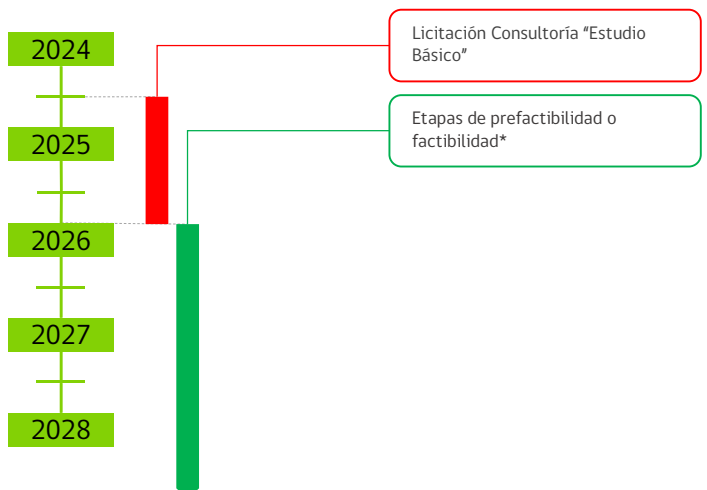 2024
Licitación Consultoría “Estudio
Básico”
Etapas de prefactibilidad o
factibilidad*
2025
2026
2027
2028